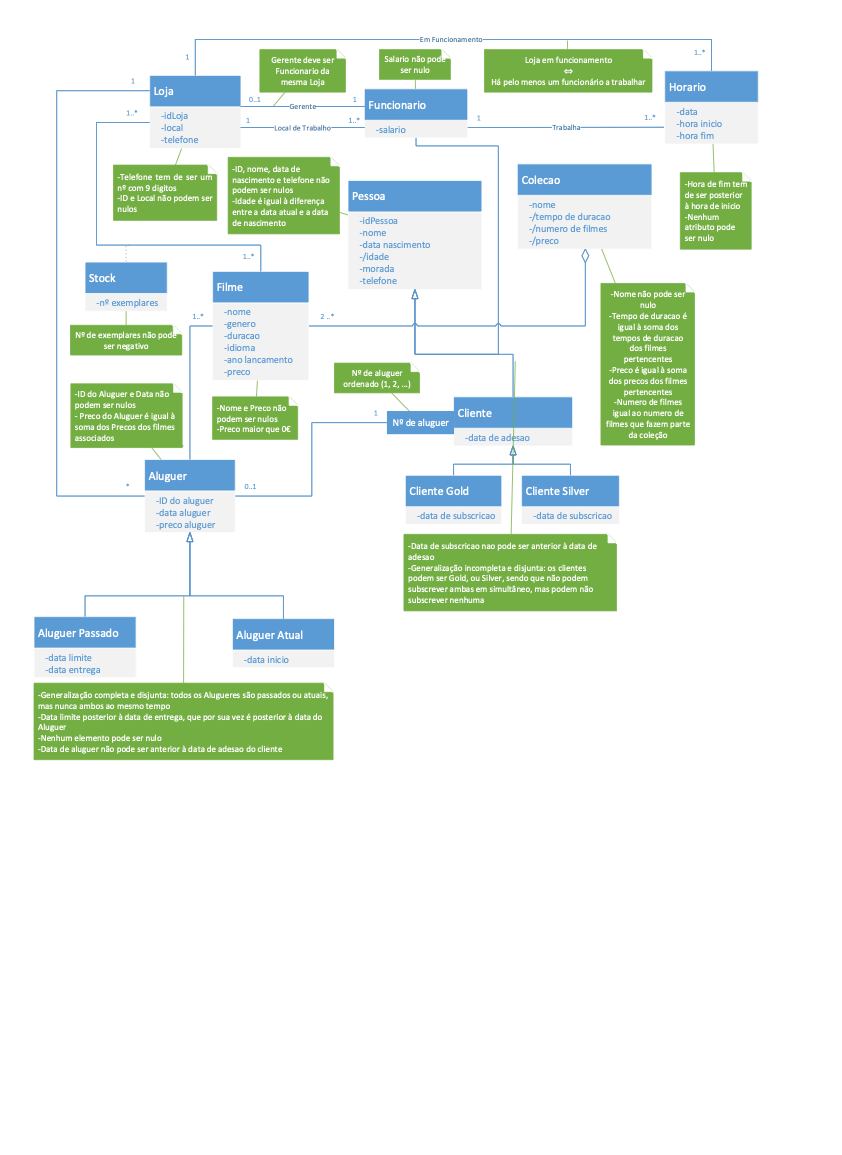 Em Funcionamento
1
1..*
Gerente deve ser
Funcionario da
mesma Loja
Salario não pode
ser nulo
Loja em funcionamento
⇔
Há pelo menos um funcionário a trabalhar
1
Loja
-idLoja
-local
-telefone
1..*
0..1
Gerente
1
1
Local de Trabalho
1..*
Funcionario
-salario
1
Trabalha
1..*
Horario
-data
-hora inicio
-hora fim
-Telefone tem de ser um
nº com 9 digitos
-ID e Local não podem ser
nulos
-ID, nome, data de
nascimento e telefone não
podem ser nulos
-Idade é igual à diferença
entre a data atual e a data
de nascimento
Pessoa
-idPessoa
-nome
-data nascimento
-/idade
-morada
-telefone
Colecao
-nome
-/tempo de duracao
-/numero de filmes
-/preco
-Hora de fim tem
de ser posterior
à hora de inicio
-Nenhum
atributo pode
ser nulo
Stock
-nº exemplares
Nº de exemplares não pode
ser negativo
1..*
Filme
-nome
-genero
-duracao
-idioma
-ano lancamento
-preco
1..*
2 ..*
-Nome não pode ser
nulo
-Tempo de duracao é
igual à soma dos
tempos de duracao
dos filmes
pertencentes
-Preco é igual à soma
dos precos dos filmes
pertencentes
-Numero de filmes
igual ao numero de
filmes que fazem parte
da coleção
-ID do Aluguer e Data não
podem ser nulos
- Preco do Aluguer é igual à
soma dos Precos dos filmes
associados
-Nome e Preco não
podem ser nulos
-Preco maior que 0€
Nº de aluguer
ordenado (1, 2, ...)
1
Nº de aluguer
Cliente
-data de adesao
Aluguer
-ID do aluguer
-data aluguer
-preco aluguer
*
0..1
Cliente Gold
-data de subscricao
Cliente Silver
-data de subscricao
-Data de subscricao nao pode ser anterior à data de
adesao
-Generalização incompleta e disjunta: os clientes
podem ser Gold, ou Silver, sendo que não podem
subscrever ambas em simultâneo, mas podem não
subscrever nenhuma
Aluguer Passado
-data limite
-data entrega
Aluguer Atual
-data inicio
-Generalização completa e disjunta: todos os Alugueres são passados ou atuais,
mas nunca ambos ao mesmo tempo
-Data limite posterior à data de entrega, que por sua vez é posterior à data do
Aluguer
-Nenhum elemento pode ser nulo
-Data de aluguer não pode ser anterior à data de adesao do cliente